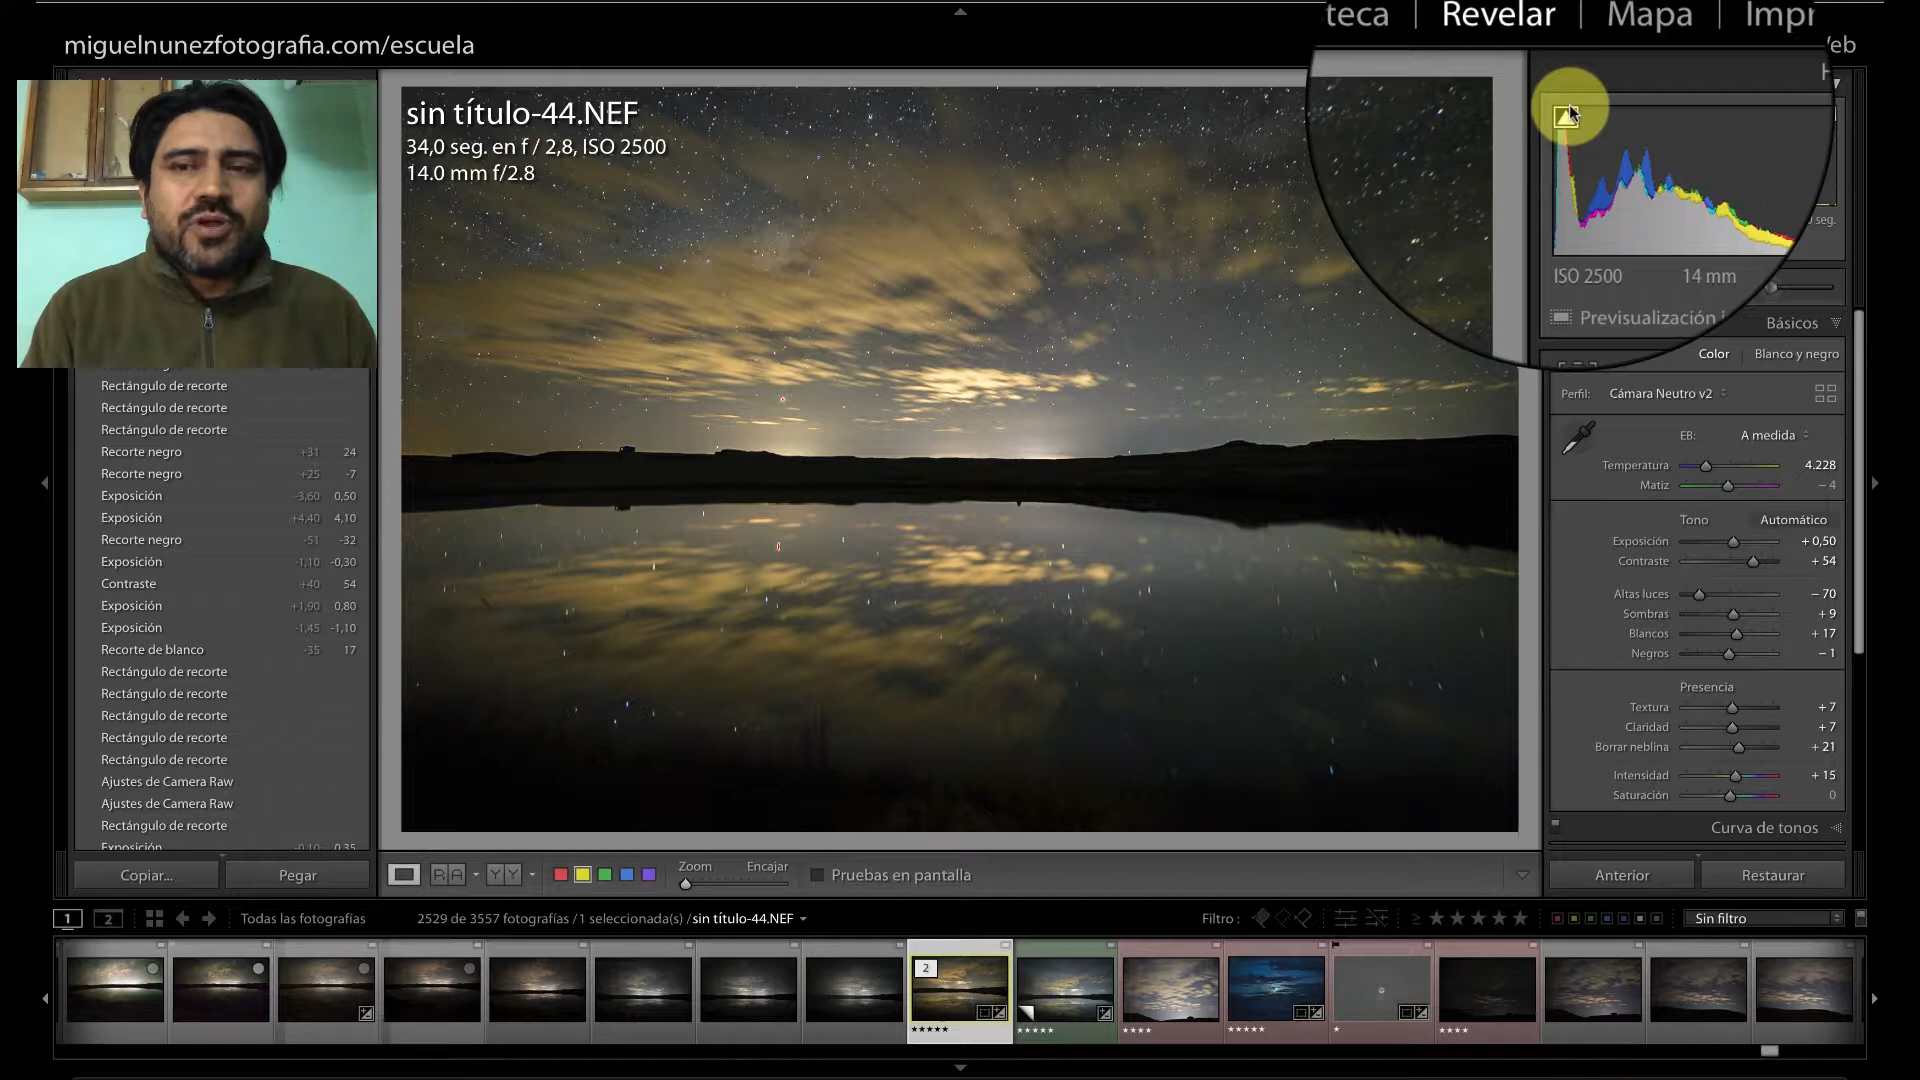 teca | Revelar | Mapa | Impr
miguelnunezfotografia.com/escuela
eb
sin título-44.NEF
34,0 seg. en f / 2,8, ISO 2500
14.0 mm f/2.8
seg.
ISO 2500 14 mm
Previsualización
Básicos
Color Blanco y negro
Perfil: Cámara Neutro v2
EB: A medida
Temperatura 4.228
Matiz – 4
Tono Automático
Exposición + 0,50
Contraste + 54
Altas luces – 70
Sombras + 9
Blancos + 17
Negros – 1
Presencia
Textura + 7
Claridad + 7
Borrar neblina + 21
Intensidad + 15
Saturación 0
Curva de tonos
Anterior Restaurar
Rectángulo de recorte
Rectángulo de recorte
Rectángulo de recorte
Recorte negro +31 24
Recorte negro +25 -7
Exposición -3,60 0,50
Exposición +4,40 4,10
Recorte negro -51 -32
Exposición -1,10 -0,30
Contraste +40 54
Exposición +1,90 0,80
Exposición -1,45 -1,10
Recorte de blanco -35 17
Rectángulo de recorte
Rectángulo de recorte
Rectángulo de recorte
Rectángulo de recorte
Rectángulo de recorte
Ajustes de Camera Raw
Ajustes de Camera Raw
Rectángulo de recorte
Exposición -0,10 0,35
Copiar... Pegar
R A Y Y
Zoom Encajar
Pruebas en pantalla
1 2 Todas las fotografías 2529 de 3557 fotografías / 1 seleccionada(s) / sin título-44.NEF
Filtro : Sin filtro
2